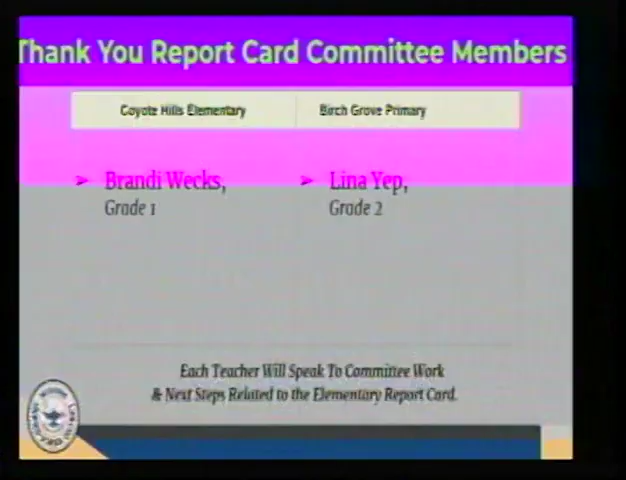 Thank You Report Card Committee Members
Coyote Hills Elementary
Birch Grove Primary
➢ Brandi Wecks,
Grade 1
➢ Lina Yep,
Grade 2
Each Teacher Will Speak To Committee Work
& Next Steps Related to the Elementary Report Card.